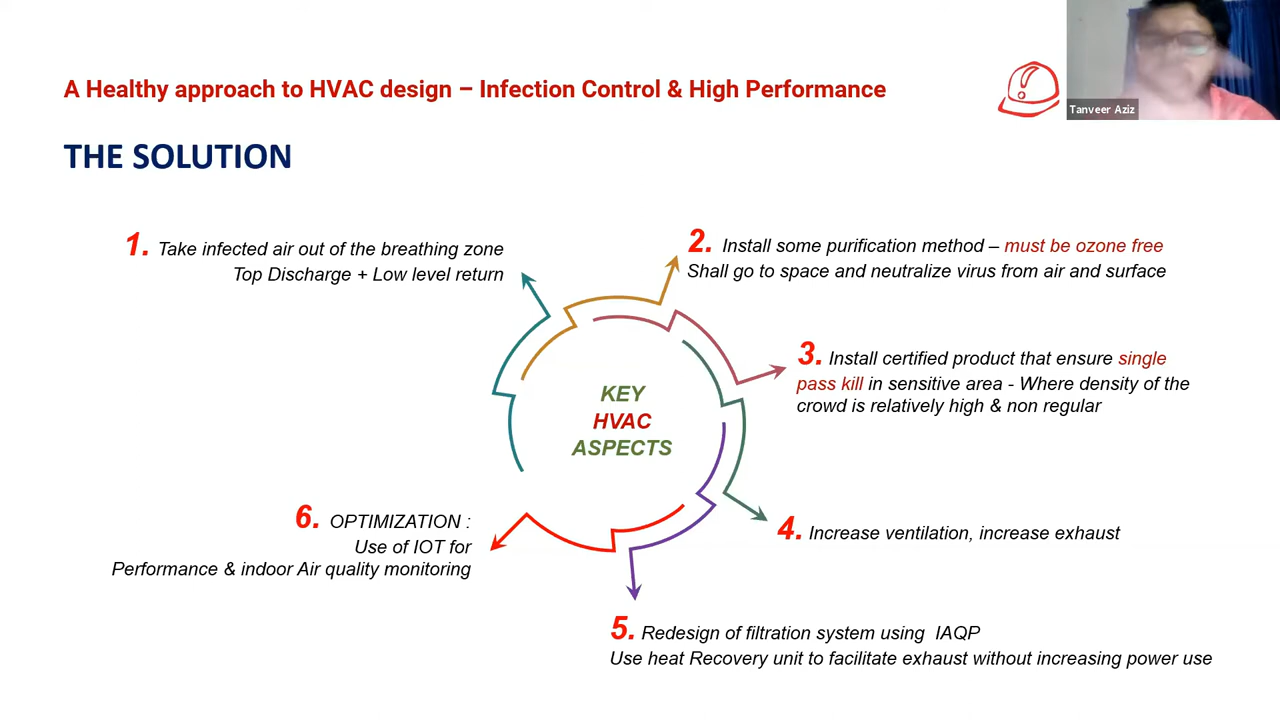 A Healthy approach to HVAC design – Infection Control & High Performance
Tanveer Aziz
THE SOLUTION
1. Take infected air out of the breathing zone
Top Discharge + Low level return
2. Install some purification method – must be ozone free
Shall go to space and neutralize virus from air and surface
3. Install certified product that ensure single
pass kill in sensitive area - Where density of the
crowd is relatively high & non regular
KEY
HVAC
ASPECTS
4. Increase ventilation, increase exhaust
5. Redesign of filtration system using IAQP
Use heat Recovery unit to facilitate exhaust without increasing power use
6. OPTIMIZATION :
Use of IOT for
Performance & indoor Air quality monitoring